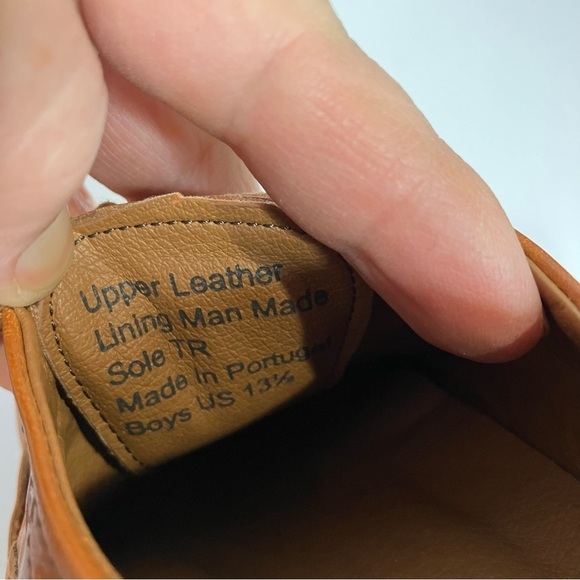 Upper Leather
Lining Man Made
Sole TR
Made In Portugal
Boys US 13½